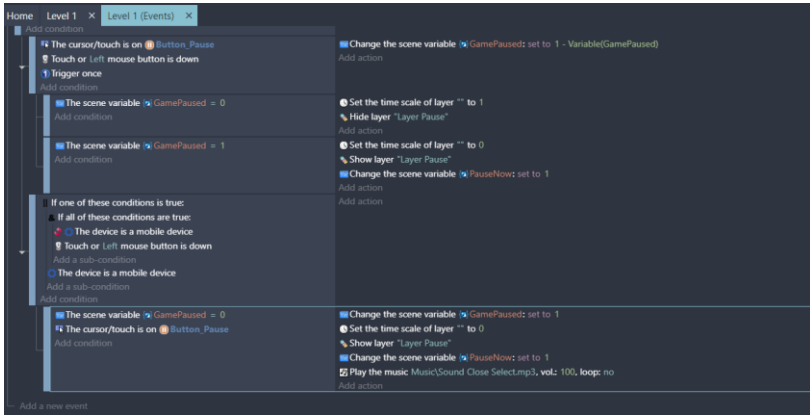 Home Level 1 × Level 1 (Events) ×
Add condition
The cursor/touch is on Button_Pause Change the scene variable GamePaused: set to 1 - Variable(GamePaused)
Touch or Left mouse button is down Add action
Trigger once
Add condition
The scene variable GamePaused = 0 Set the time scale of layer "" to 1
Add condition Hide layer "Layer Pause"
Add action
The scene variable GamePaused = 1 Set the time scale of layer "" to 0
Add condition Show layer "Layer Pause"
Change the scene variable PauseNow: set to 1
Add action
If one of these conditions is true: Add action
If all of these conditions are true:
The device is a mobile device
Touch or Left mouse button is down
Add a sub-condition
The device is a mobile device
Add a sub-condition
Add condition
The scene variable GamePaused = 0 Change the scene variable GamePaused: set to 1
The cursor/touch is on Button_Pause Set the time scale of layer "" to 0
Add condition Show layer "Layer Pause"
Change the scene variable PauseNow: set to 1
Play the music Music\Sound Close Select.mp3, vol.: 100, loop: no
Add action
Add a new event